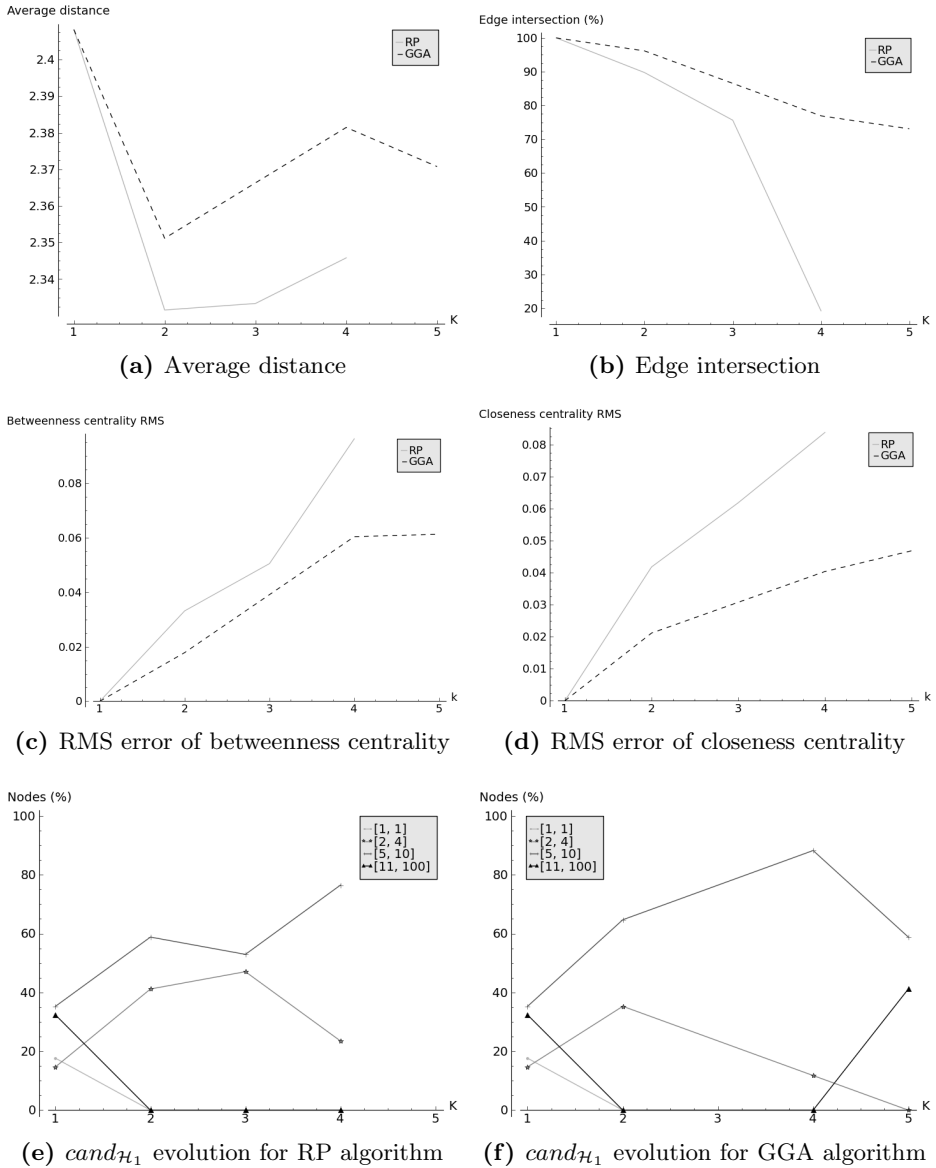 Average distance
RP
GGA
2.4
2.39
2.38
2.37
2.36
2.35
2.34
1 2 3 4 5 K
(a) Average distance
Edge intersection (%)
RP
GGA
100
90
80
70
60
50
40
30
20
1 2 3 4 5 K
(b) Edge intersection
Betweenness centrality RMS
RP
GGA
0.08
0.06
0.04
0.02
0
1 2 3 4 5 k
(c) RMS error of betweenness centrality
Closeness centrality RMS
RP
GGA
0.08
0.07
0.06
0.05
0.04
0.03
0.02
0.01
0
1 2 3 4 5 k
(d) RMS error of closeness centrality
Nodes (%)
[1, 1]
[2, 4]
[5, 10]
[11, 100]
100
80
60
40
20
0
1 2 3 4 5 K
(e) cand_{\mathcal{H}_1} evolution for RP algorithm
Nodes (%)
[1, 1]
[2, 4]
[5, 10]
[11, 100]
100
80
60
40
20
0
1 2 3 4 5 K
(f) cand_{\mathcal{H}_1} evolution for GGA algorithm